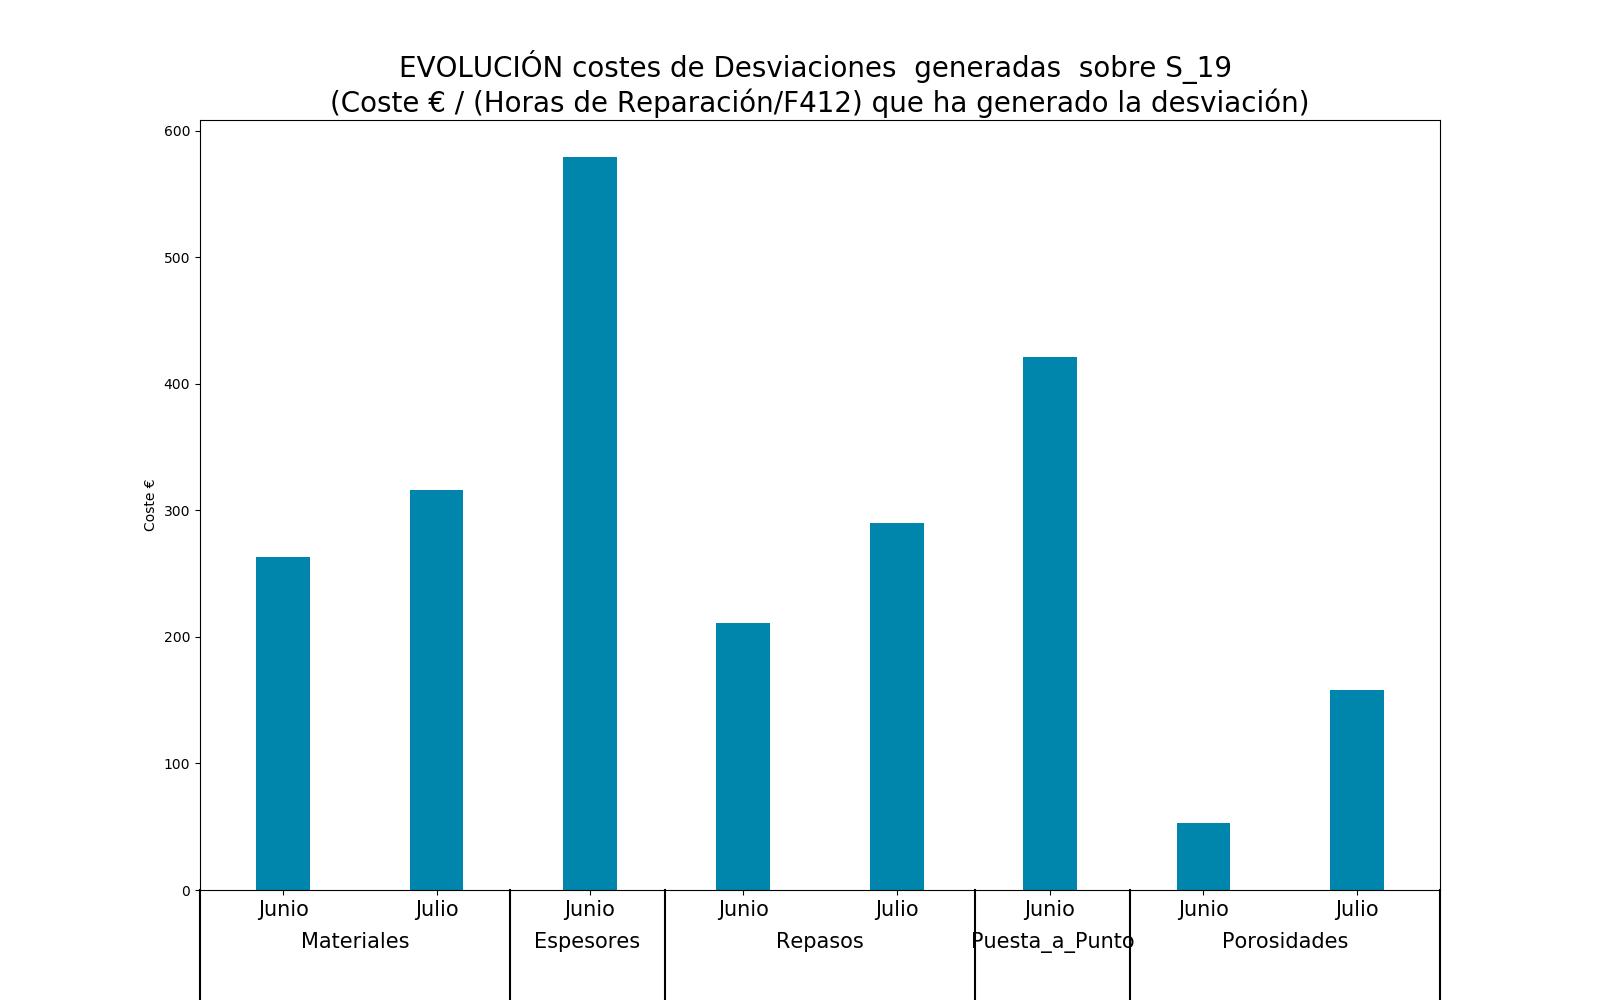 EVOLUCIÓN costes de Desviaciones  generadas  sobre S_19
(Coste € / (Horas de Reparación/F412) que ha generado la desviación)
600
500
400
300
200
100
0
Coste €
Junio Julio Junio Junio Julio Junio Junio Julio
Materiales Espesores Repasos Puesta_a_Punto Porosidades